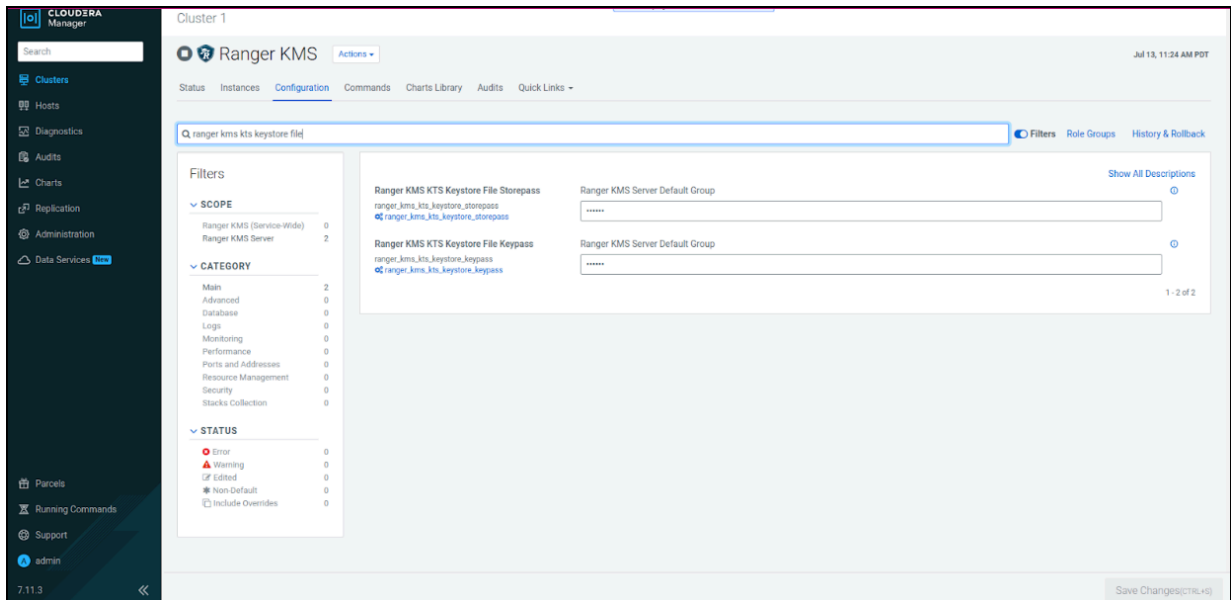 CLOUDERA
Manager
Search
Clusters
Hosts
Diagnostics
Audits
Charts
Replication
Administration
Data Services New
Parcels
Running Commands
Support
admin
7.11.3
Cluster 1
Ranger KMS Actions
Jul 13, 11:24 AM PDT
Status Instances Configuration Commands Charts Library Audits Quick Links
ranger kms kts keystore file
Filters Role Groups History & Rollback
Filters
SCOPE
Ranger KMS (Service-Wide) 0
Ranger KMS Server 2
CATEGORY
Main 2
Advanced 0
Database 0
Logs 0
Monitoring 0
Performance 0
Ports and Addresses 0
Resource Management 0
Security 0
Stacks Collection 0
STATUS
Error 0
Warning 0
Edited 0
Non-Default 0
Include Overrides 0
Show All Descriptions
Ranger KMS KTS Keystore File Storepass Ranger KMS Server Default Group
ranger_kms_kts_keystore_storepass
ranger_kms_kts_keystore_storepass
••••••
Ranger KMS KTS Keystore File Keypass Ranger KMS Server Default Group
ranger_kms_kts_keystore_keypass
ranger_kms_kts_keystore_keypass
••••••
1 - 2 of 2
Save Changes(CTRL+S)